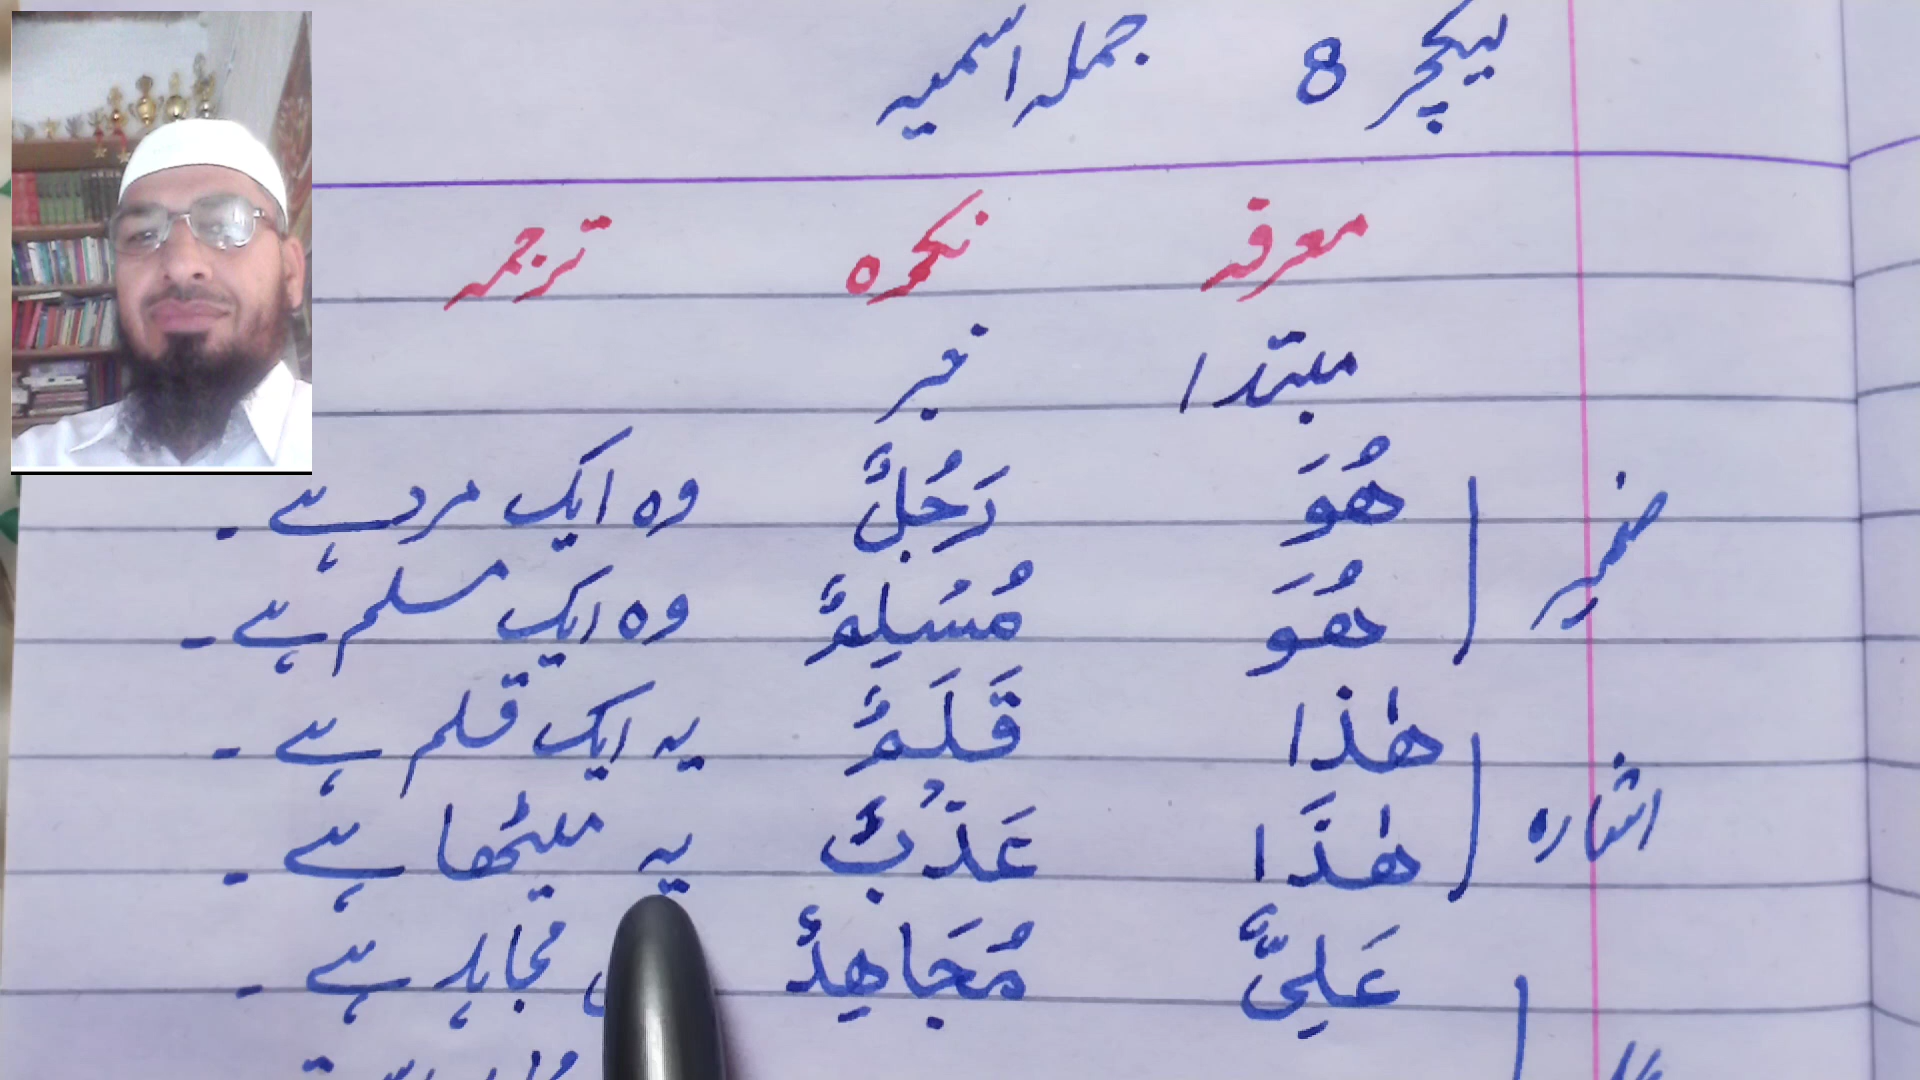 لیکچر 8 جملہ اسمیہ
معرفہ نکرہ ترجمہ
مبتدا خبر
ضمیر
هُوَ رَجُلٌ وہ ایک مرد ہے ۔
هُوَ مُسْلِمٌ وہ ایک مسلم ہے ۔
هٰذا قَلَمٌ یہ ایک قلم ہے ۔
اشارہ
هٰذَا عَذْبٌ یہ میٹھا ہے ۔
عَلِيٌّ مُجَاهِدٌ مجاہد ہے ۔